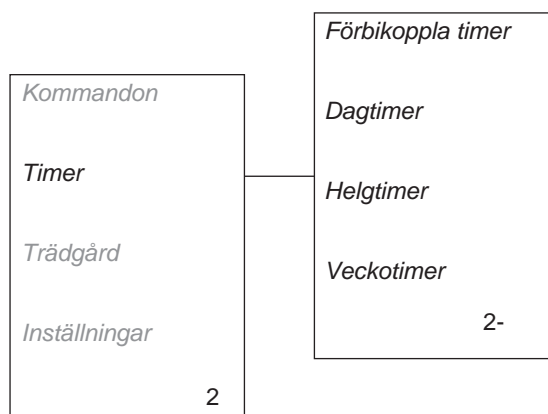 Kommandon
Timer
Trädgård
Inställningar
2
Förbikoppla timer
Dagtimer
Helgtimer
Veckotimer
2-